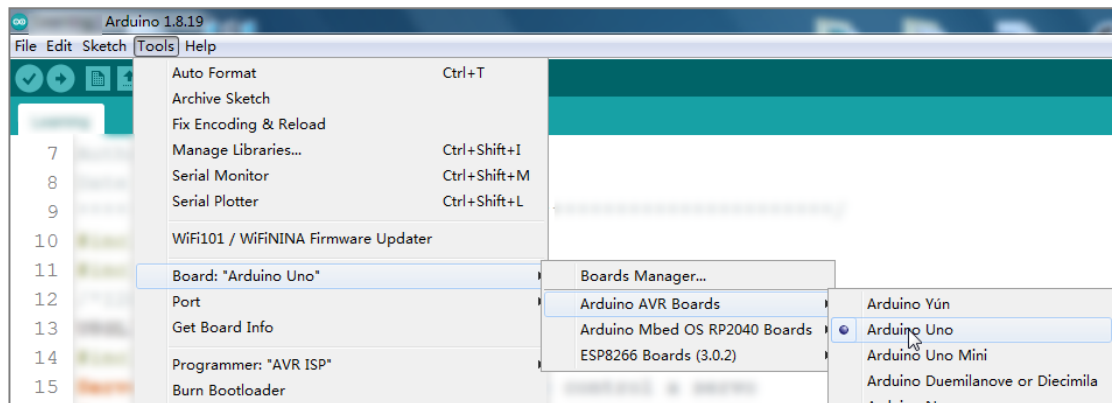 Arduino 1.8.19
File Edit Sketch Tools Help
Auto Format Ctrl+T
Archive Sketch
Fix Encoding & Reload
Manage Libraries... Ctrl+Shift+I
Serial Monitor Ctrl+Shift+M
Serial Plotter Ctrl+Shift+L
WiFi101 / WiFiNINA Firmware Updater
Board: "Arduino Uno"
Port
Get Board Info
Programmer: "AVR ISP"
Burn Bootloader
Boards Manager...
Arduino AVR Boards
Arduino Mbed OS RP2040 Boards
ESP8266 Boards (3.0.2)
Arduino Yún
Arduino Uno
Arduino Uno Mini
Arduino Duemilanove or Diecimila
7
8
9
10
11
12
13
14
15 control a servo